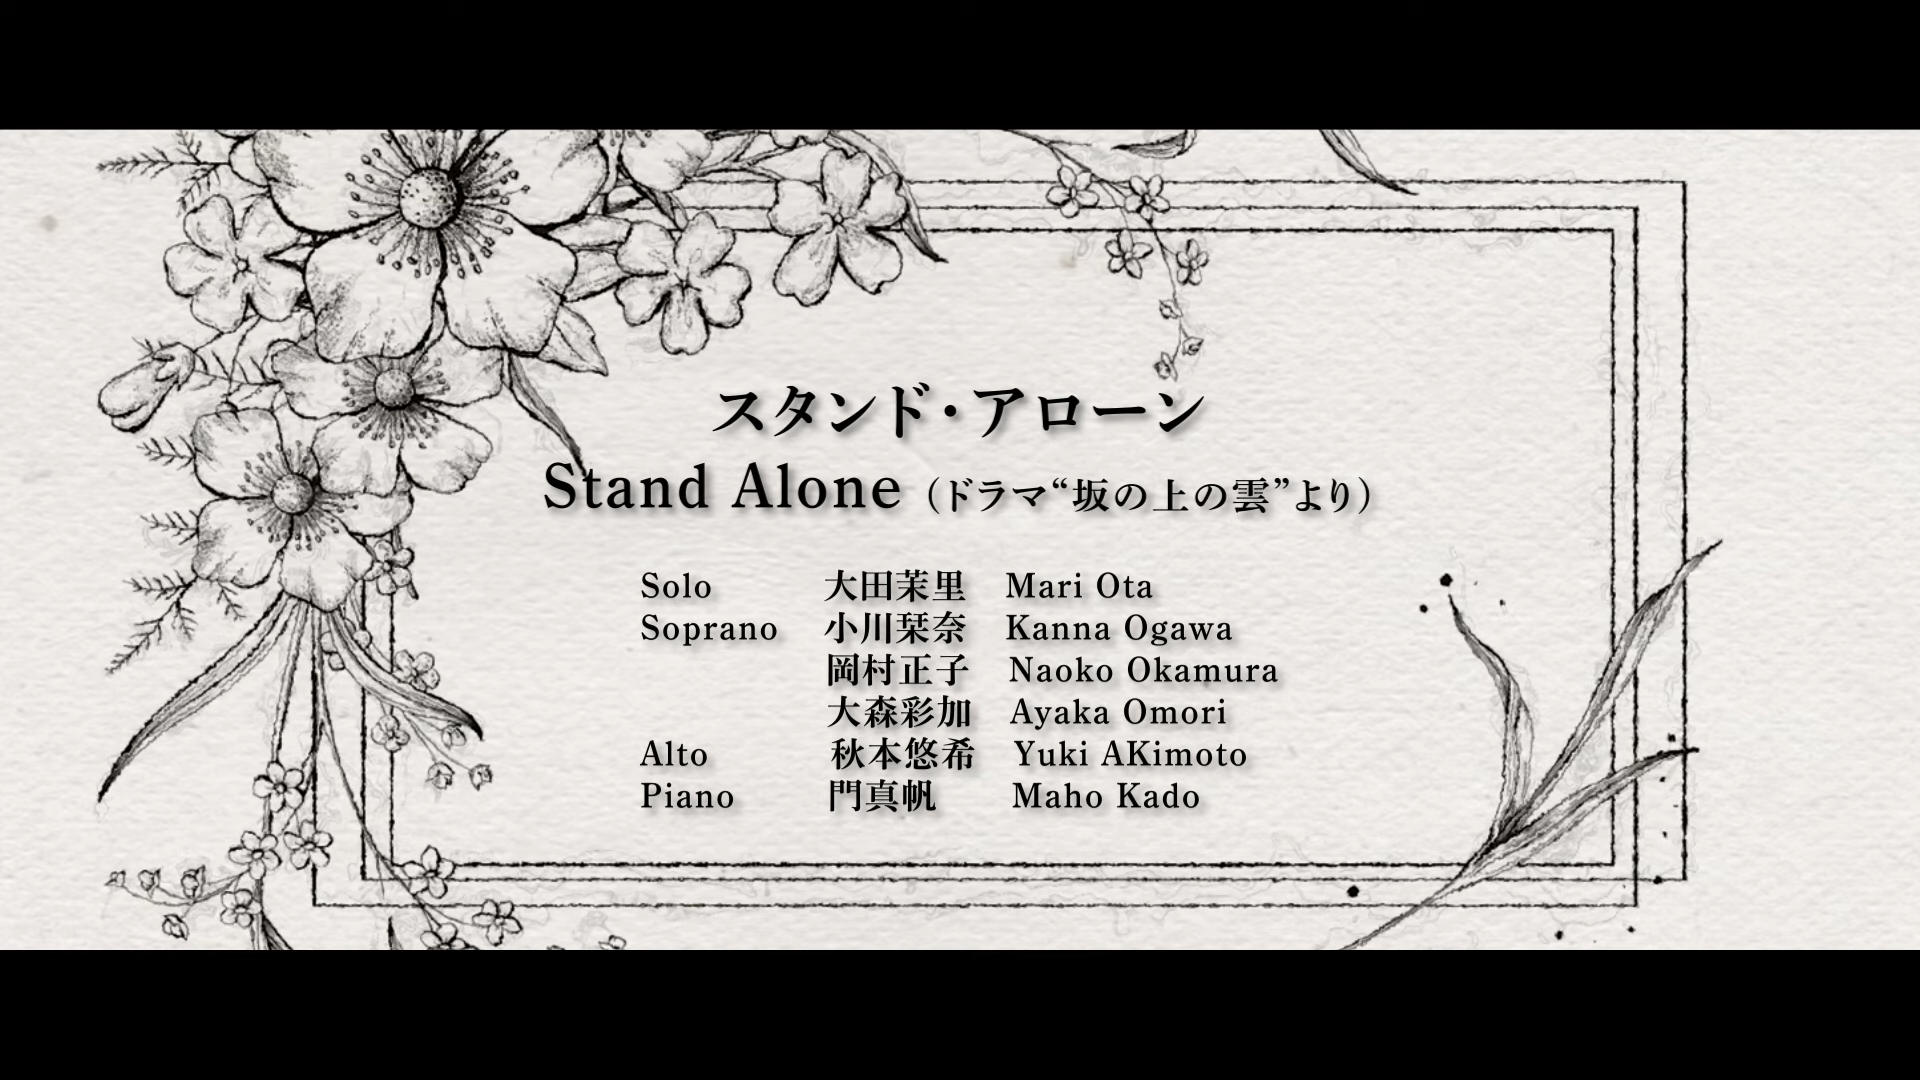 スタンド・アローン
Stand Alone（ドラマ“坂の上の雲”より）
Solo 大田茉里 Mari Ota
Soprano 小川栞奈 Kanna Ogawa
岡村正子 Naoko Okamura
大森彩加 Ayaka Omori
Alto 秋本悠希 Yuki AKimoto
Piano 門真帆 Maho Kado